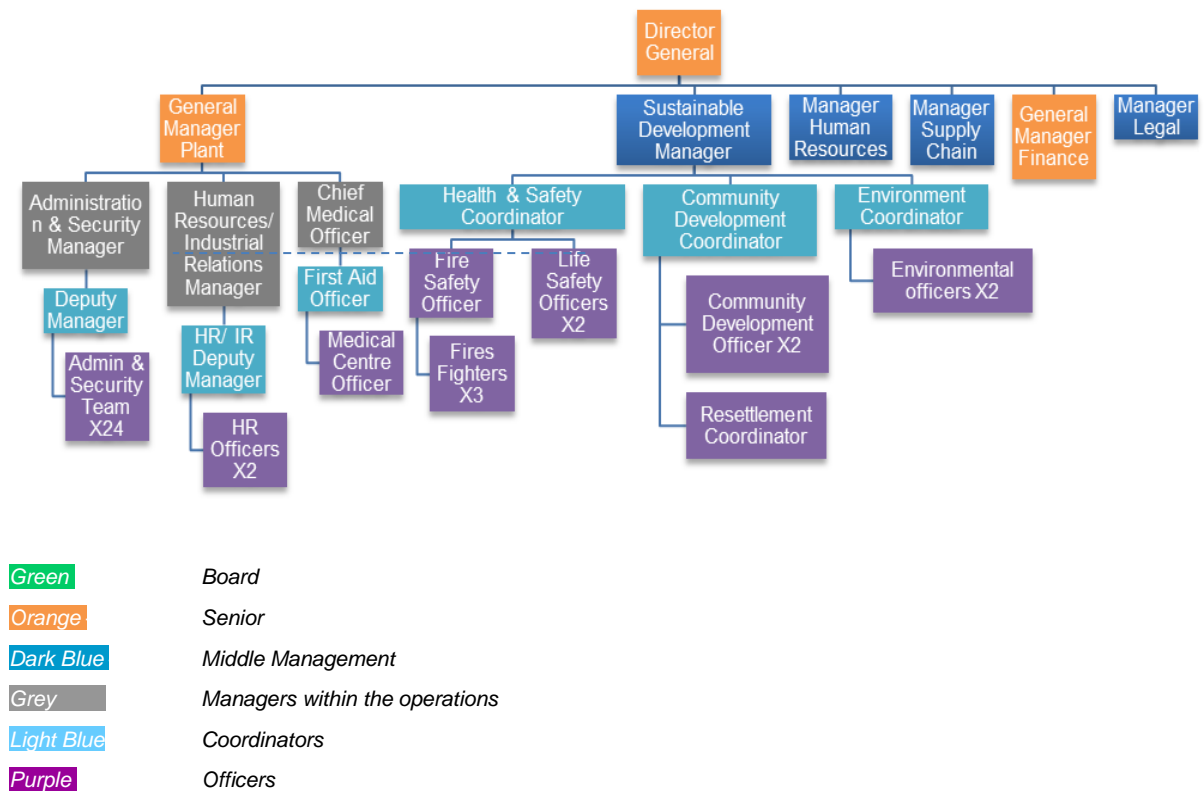 Director
General
General
Manager
Plant
Sustainable
Development
Manager
Manager
Human
Resources
Manager
Supply
Chain
General
Manager
Finance
Manager
Legal
Administratio
n & Security
Manager
Human
Resources/
Industrial
Relations
Manager
Chief
Medical
Officer
Health & Safety
Coordinator
Community
Development
Coordinator
Environment
Coordinator
Deputy
Manager
First Aid
Officer
Fire
Safety
Officer
Life
Safety
Officers
X2
Environmental
officers X2
Admin &
Security
Team
X24
HR/ IR
Deputy
Manager
Medical
Centre
Officer
Fires
Fighters
X3
Community
Development
Officer X2
HR
Officers
X2
Resettlement
Coordinator
Green Board
Orange Senior
Dark Blue Middle Management
Grey Managers within the operations
Light Blue Coordinators
Purple Officers